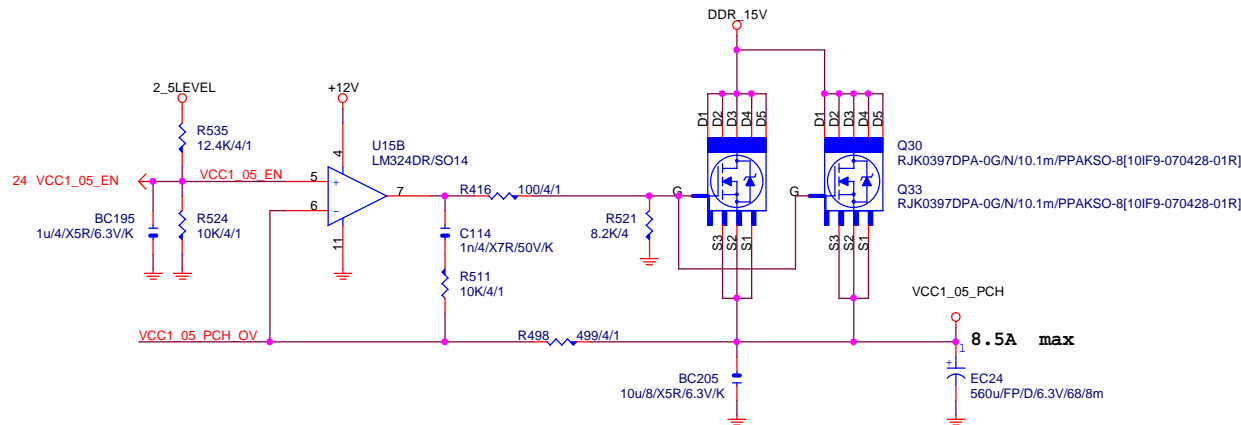 DDR_15V
2_5LEVEL
+12V
R535
12.4K/4/1
U15B
LM324DR/SO14
D1 D2 D3 D4 D5
D1 D2 D3 D4 D5
Q30
RJK0397DPA-0G/N/10.1m/PPAKSO-8[10IF9-070428-01R]
Q33
RJK0397DPA-0G/N/10.1m/PPAKSO-8[10IF9-070428-01R]
24 VCC1_05_EN
VCC1_05_EN
4
5
+
6
-
7
11
R416
100/4/1
G
G
BC195
1u/4/X5R/6.3V/K
R524
10K/4/1
C114
1n/4/X7R/50V/K
R521
8.2K/4
S3 S2 S1
S3 S2 S1
R511
10K/4/1
VCC1_05_PCH
VCC1_05_PCH_OV
R498
499/4/1
8.5A max
1
+
BC205
10u/8/X5R/6.3V/K
EC24
560u/FP/D/6.3V/68/8m